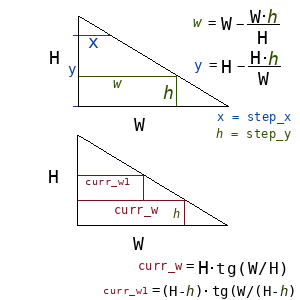 w = W - W·h / H
H
x
y
w
h
y = H - H·h / W
W
x = step_x
h = step_y
H
curr_w1
curr_w
h
W
curr_w = H·tg(W/H)
curr_w1 =(H-h)·tg(W/(H-h)